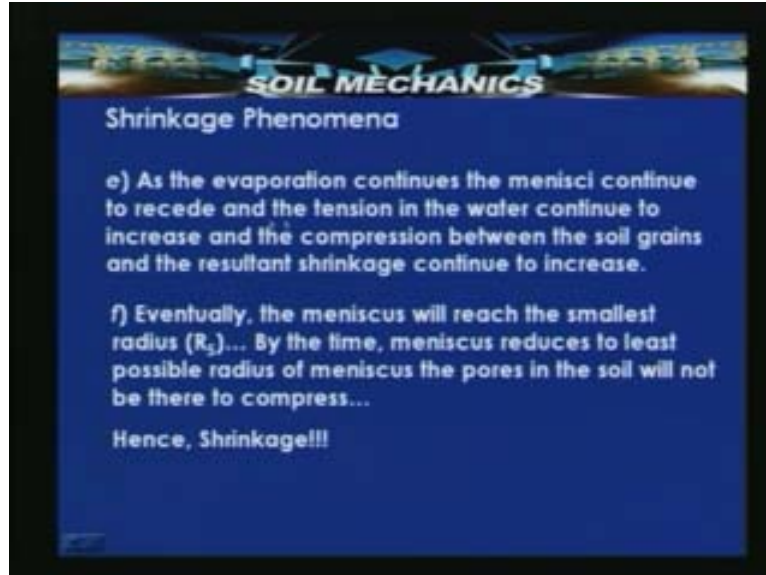 SOIL MECHANICS
Shrinkage Phenomena
e) As the evaporation continues the menisci continue
to recede and the tension in the water continue to
increase and the compression between the soil grains
and the resultant shrinkage continue to increase.
f) Eventually, the meniscus will reach the smallest
radius (Rs)... By the time, meniscus reduces to least
possible radius of meniscus the pores in the soil will not
be there to compress...
Hence, Shrinkage!!!